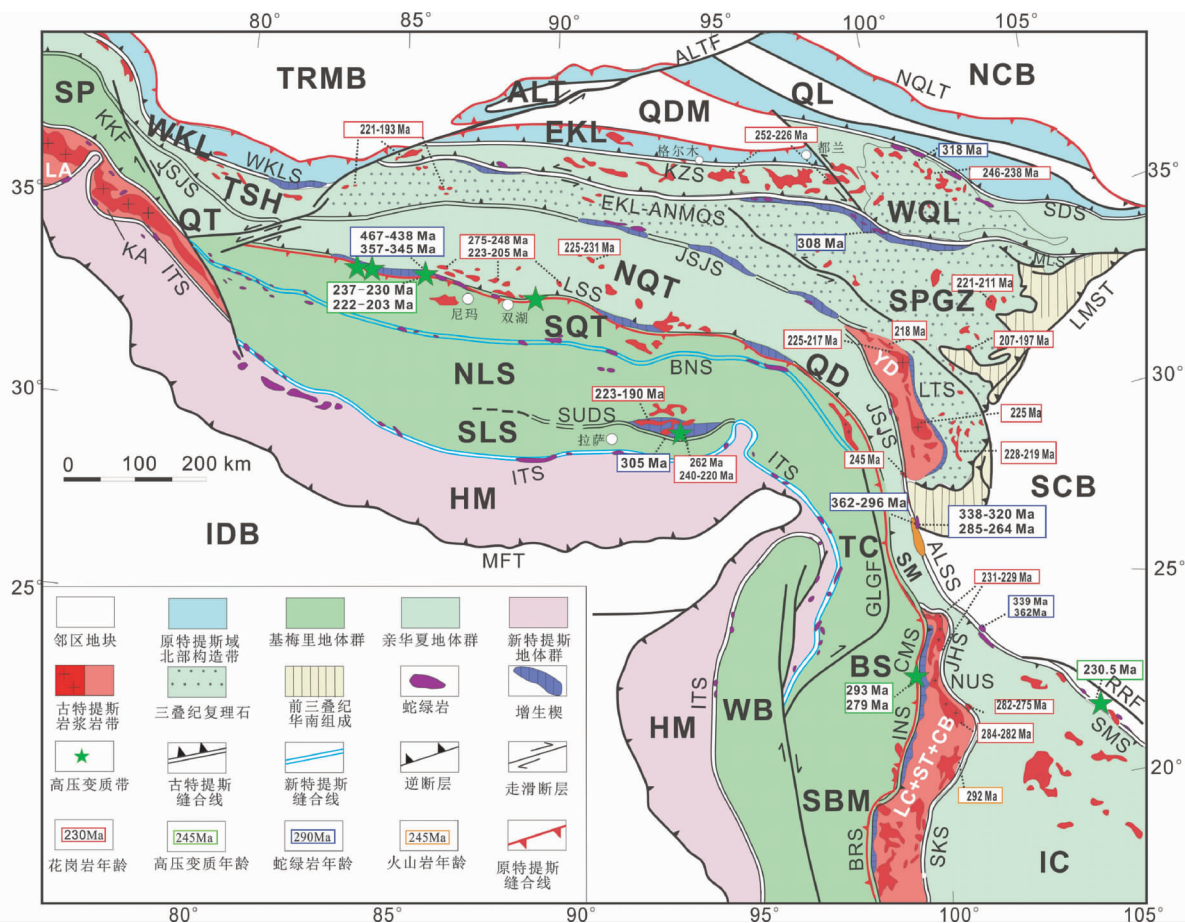 80°
85°
90°
95°
100°
105°
TRMB
ALTF
NCB
NQLT
SP
ALT
QL
QDM
WKL
EKL
221-193 Ma
252-226 Ma
318 Ma
KKF
格尔木
都兰
WKLS
KZS
246-238 Ma
35°
LA
JSJS
TSH
35°
WQL
SDS
QT
EKL-ANMQS
308 Ma
MLS
467-438 Ma
357-345 Ma
275-248 Ma
223-205 Ma
225-231 Ma
JSJS
KA
ITS
NQT
SPGZ
221-211 Ma
LMST
237-230 Ma
222-203 Ma
LSS
尼玛
双湖
SQT
218 Ma
225-217 Ma
207-197 Ma
YD
QD
NLS
BNS
LTS
30°
30°
223-190 Ma
SUDS
JSJS
225 Ma
SLS
拉萨
0 100 200 km
305 Ma
262 Ma
240-220 Ma
245 Ma
228-219 Ma
ITS
ITS
SCB
HM
362-296 Ma
338-320 Ma
285-264 Ma
IDB
MFT
TC
SM
ALSS
25°
25°
GLGF
231-229 Ma
339 Ma
362Ma
BS
CMS
JHS
230.5 Ma
293 Ma
279 Ma
NUS
RRF
ITS
HM
WB
INS
282-275 Ma
SMS
284-282 Ma
LC+ST+CB
20°
SBM
292 Ma
BRS
SKS
IC
邻区地块
原特提斯域
北部构造带
基梅里地体群
亲华夏地体群
新特提斯
地体群
古特提斯
岩浆岩带
三叠纪复理石
前三叠纪
华南组成
蛇绿岩
增生楔
高压变质带
古特提斯
缝合线
新特提斯
缝合线
逆断层
走滑断层
230Ma
245Ma
290Ma
245Ma
花岗岩年龄
高压变质年龄
蛇绿岩年龄
火山岩年龄
原特提斯
缝合线
80°
85°
90°
95°
100°
105°